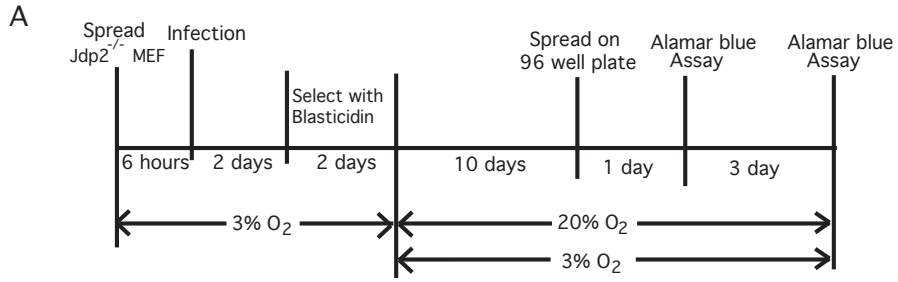 A
Spread
Jdp2-/- MEF
Infection
Select with
Blasticidin
Spread on
96 well plate
Alamar blue
Assay
Alamar blue
Assay
6 hours
2 days
2 days
10 days
1 day
3 day
3% O2
20% O2
3% O2